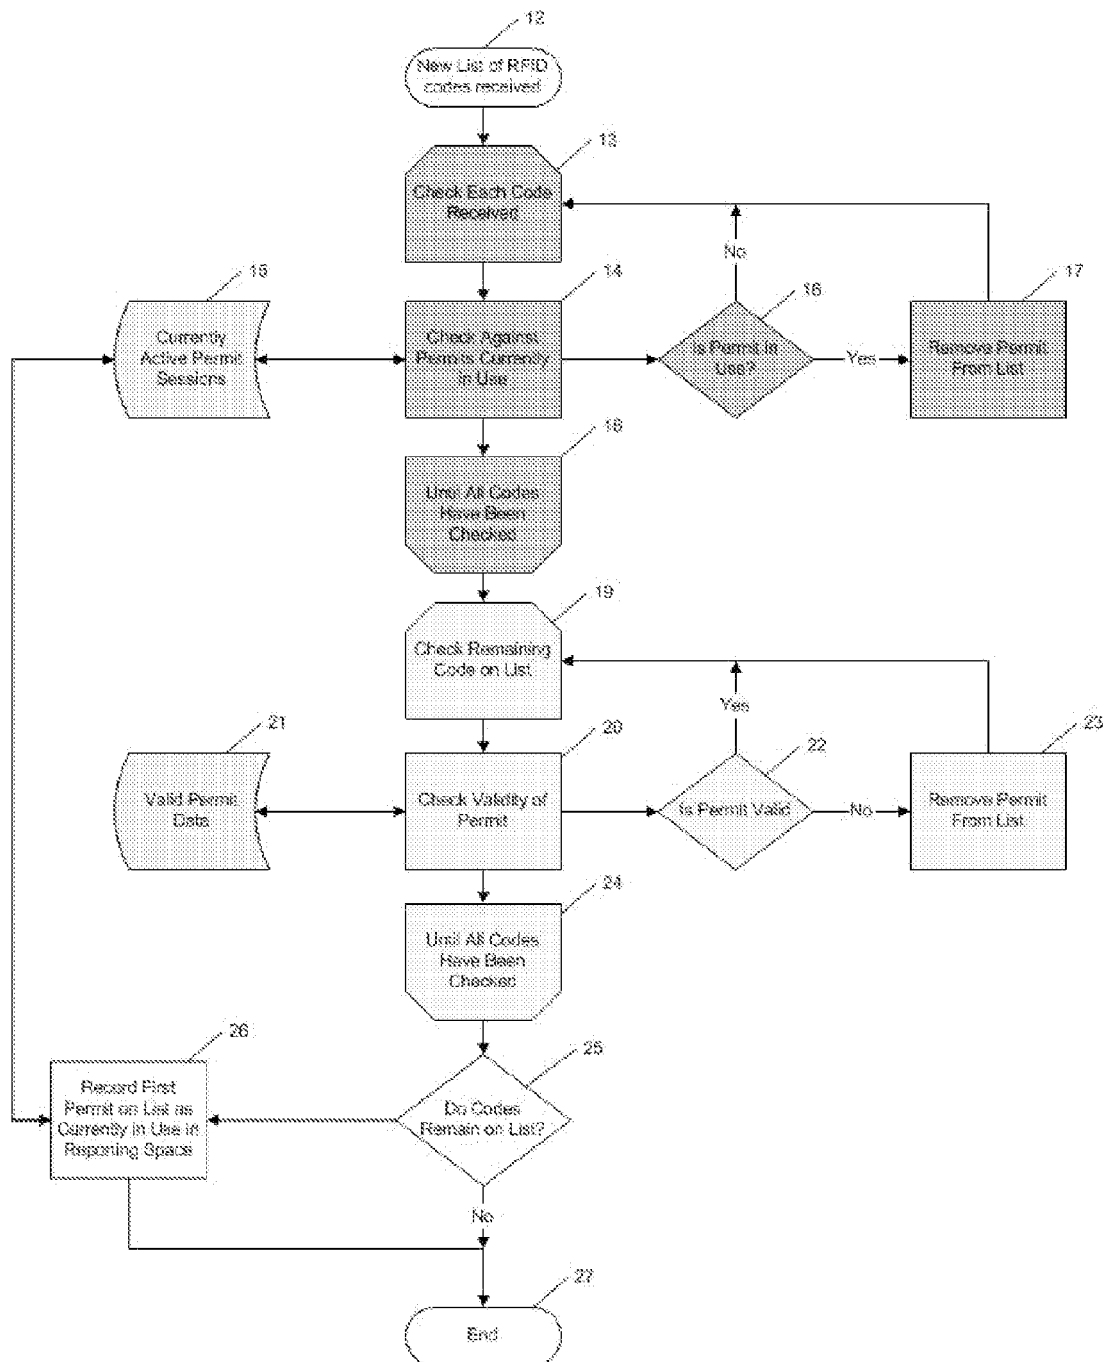 12
New List of RFID
codes received
13
Check Each Code
Received
No
15
14
16
17
Currently
Active Permit
Sessions
Check Against
Permits Currenty
in Use
Is Permit in
Use?
Yes
Remove Permit
From List
18
Until All Codes
Have Been
Checked
19
Check Remaining
Code on List
Yes
21
20
22
23
Valid Permit
Data
Check Validity of
Permit
Is Permit Valid
No
Remove Permit
From List
24
Until All Codes
Have Been
Checked
26
25
Record First
Permit on List as
Currently in Use in
Reporting Space
Do Codes
Remain on List?
No
27
End